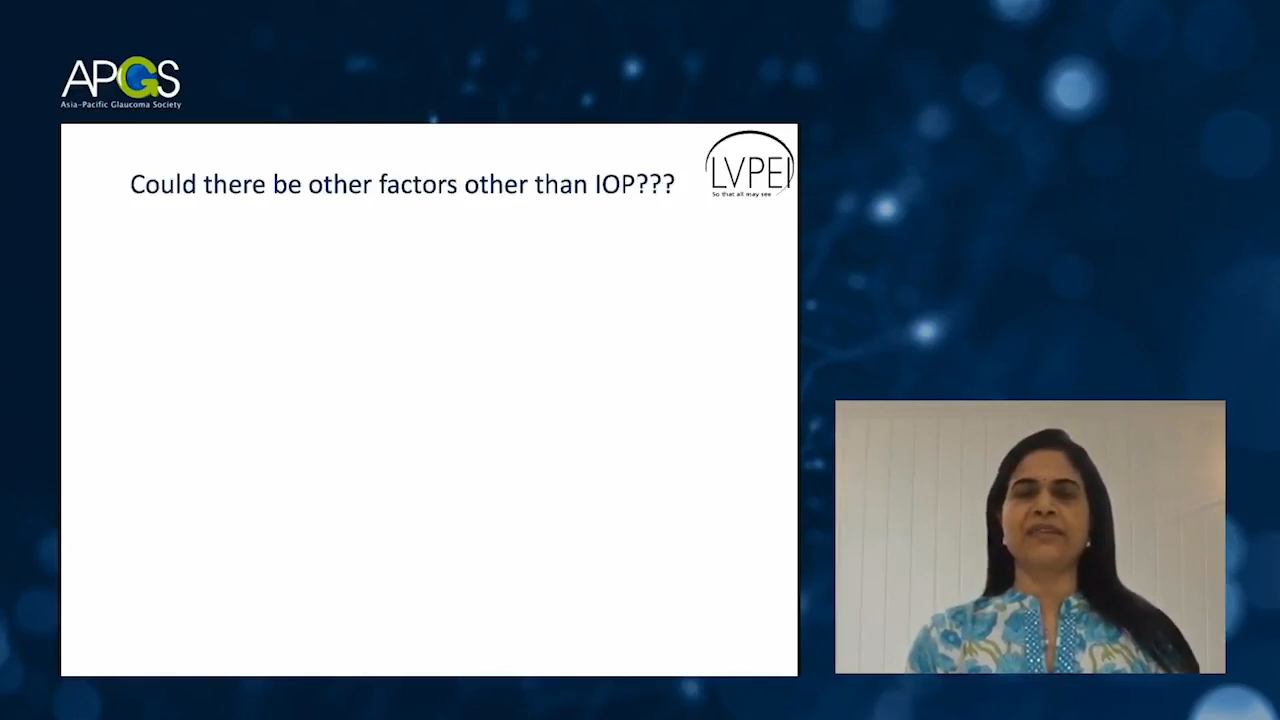 APGS
Asia-Pacific Glaucoma Society
Could there be other factors other than IOP???
LVPEI
So that all may see